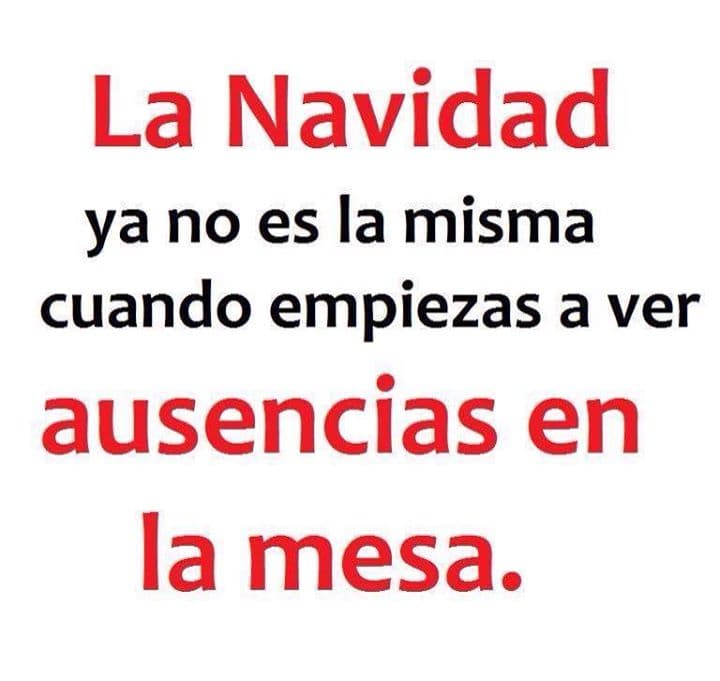 La Navidad
ya no es la misma
cuando empiezas a ver
ausencias en
la mesa.